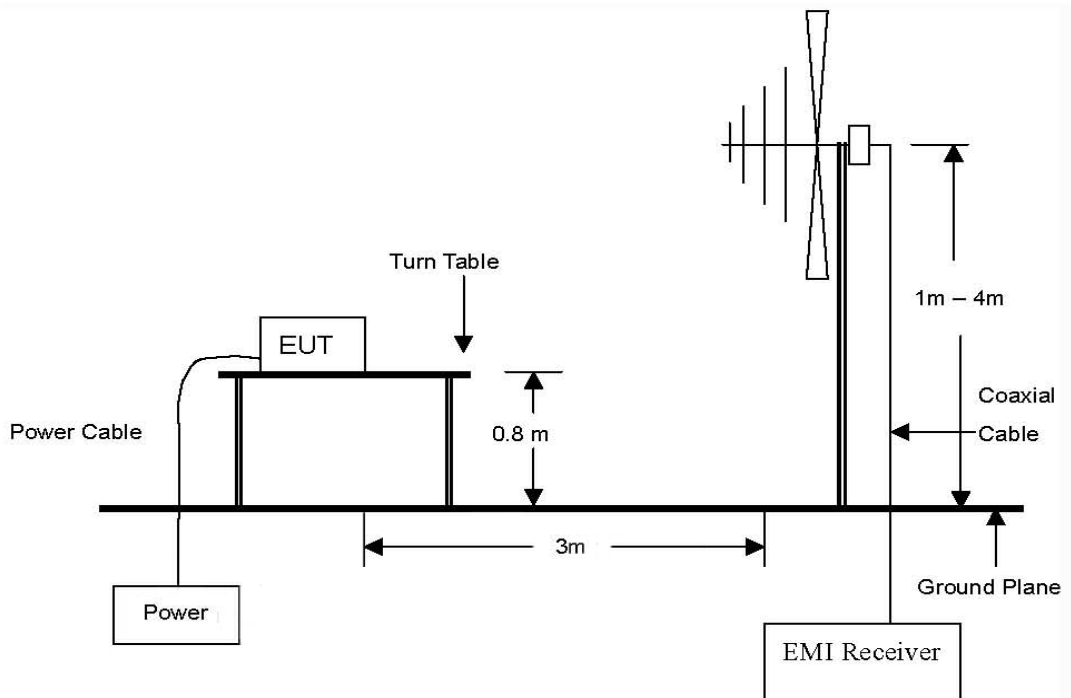 Turn Table
1m – 4m
EUT
Coaxial
Cable
Power Cable
0.8 m
3m
Ground Plane
Power
EMI Receiver